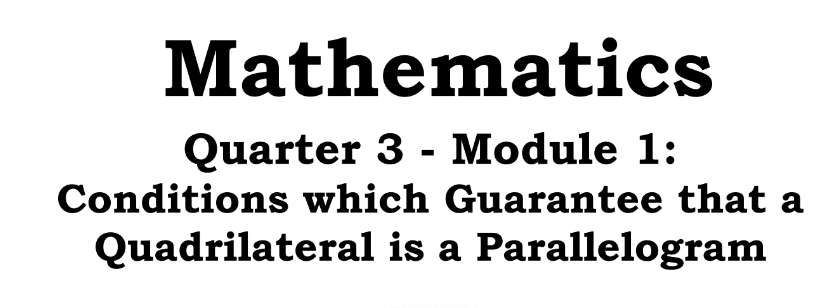 Mathematics
Quarter 3 - Module 1:
Conditions which Guarantee that a
Quadrilateral is a Parallelogram